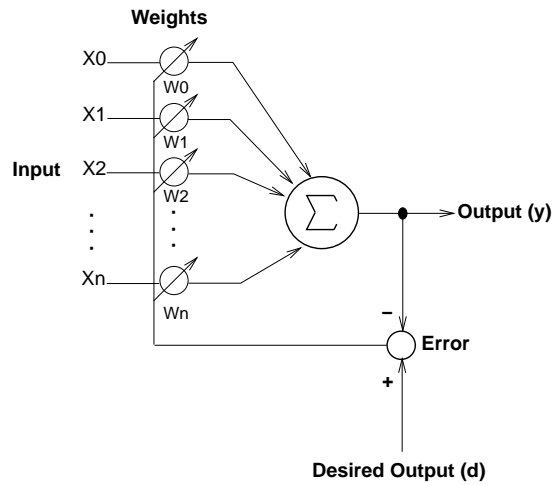 Weights
X0
W0
X1
W1
Input
X2
W2
Xn
Wn
Σ
Output (y)
−
Error
+
Desired Output (d)